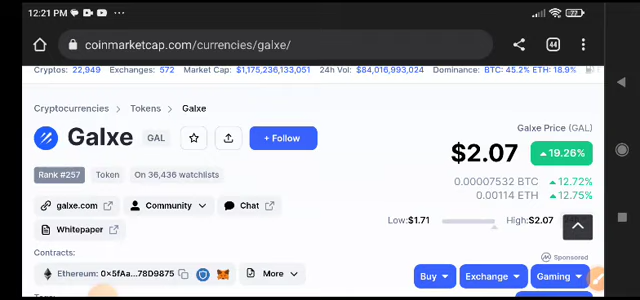 12:21 PM
77
coinmarketcap.com/currencies/galxe/
44
Cryptos: 22,949 Exchanges: 572 Market Cap: $1,175,236,133,051 24h Vol: $84,016,993,024 Dominance: BTC: 45.2% ETH: 18.9%
Cryptocurrencies > Tokens > Galxe
Galxe GAL + Follow
Galxe Price (GAL)
$2.07 19.26%
Rank #257 Token On 36,436 watchlists
0.00007532 BTC 12.72%
0.00114 ETH 12.75%
galxe.com Community Chat
Low: $1.71 High: $2.07
Whitepaper
Contracts:
Sponsored
Ethereum: 0x5fAa...78D9875 More
Buy Exchange Gaming